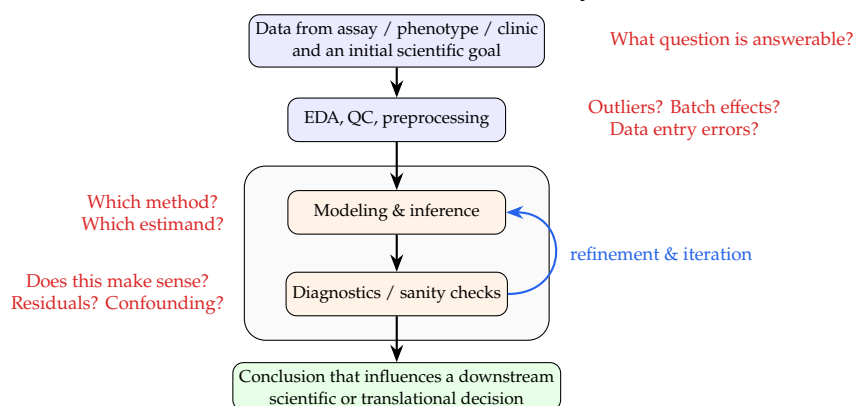 Data from assay / phenotype / clinic
and an initial scientific goal
What question is answerable?
EDA, QC, preprocessing
Outliers? Batch effects?
Data entry errors?
Which method?
Which estimand?
Modeling & inference
refinement & iteration
Does this make sense?
Residuals? Confounding?
Diagnostics / sanity checks
Conclusion that influences a downstream
scientific or translational decision